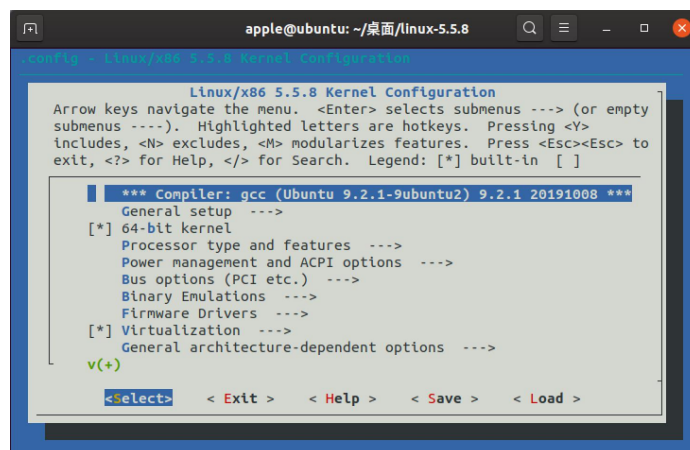 apple@ubuntu: ~/桌面/linux-5.5.8
.config - Linux/x86 5.5.8 Kernel Configuration
Linux/x86 5.5.8 Kernel Configuration
Arrow keys navigate the menu.  <Enter> selects submenus ---> (or empty
submenus ----).  Highlighted letters are hotkeys.  Pressing <Y>
includes, <N> excludes, <M> modularizes features.  Press <Esc><Esc> to
exit, <?> for Help, </> for Search.  Legend: [*] built-in  [ ]
*** Compiler: gcc (Ubuntu 9.2.1-9ubuntu2) 9.2.1 20191008 ***
General setup  --->
[*] 64-bit kernel
Processor type and features  --->
Power management and ACPI options  --->
Bus options (PCI etc.)  --->
Binary Emulations  --->
Firmware Drivers  --->
[*] Virtualization  --->
General architecture-dependent options  --->
v(+)
<Select>    < Exit >    < Help >    < Save >    < Load >